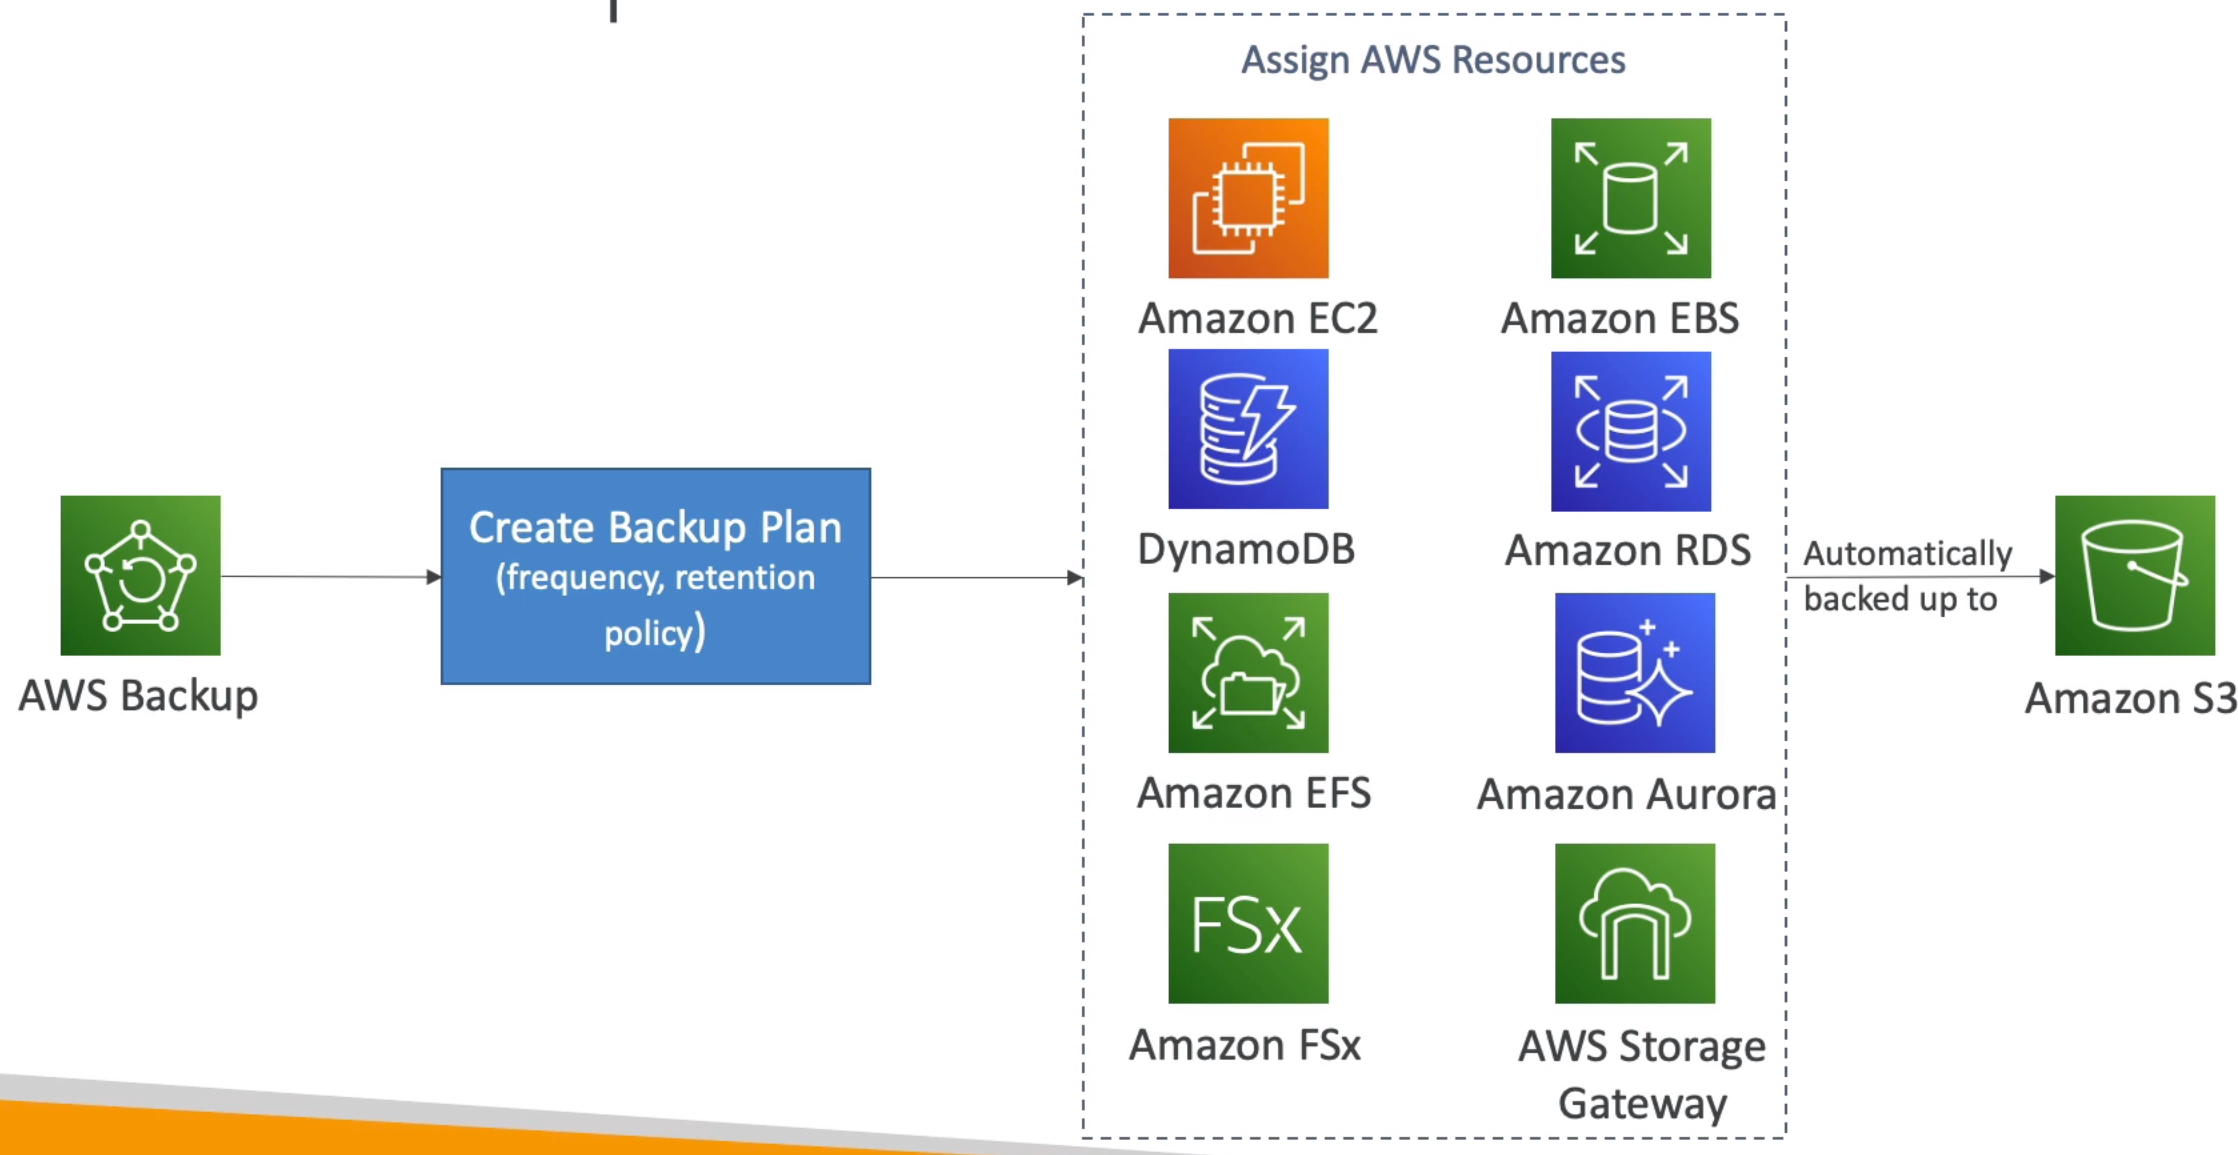 Assign AWS Resources
Amazon EC2
Amazon EBS
DynamoDB
Amazon RDS
Create Backup Plan
(frequency, retention
policy)
Automatically
backed up to
AWS Backup
Amazon S3
Amazon EFS
Amazon Aurora
FSx
Amazon FSx
AWS Storage
Gateway